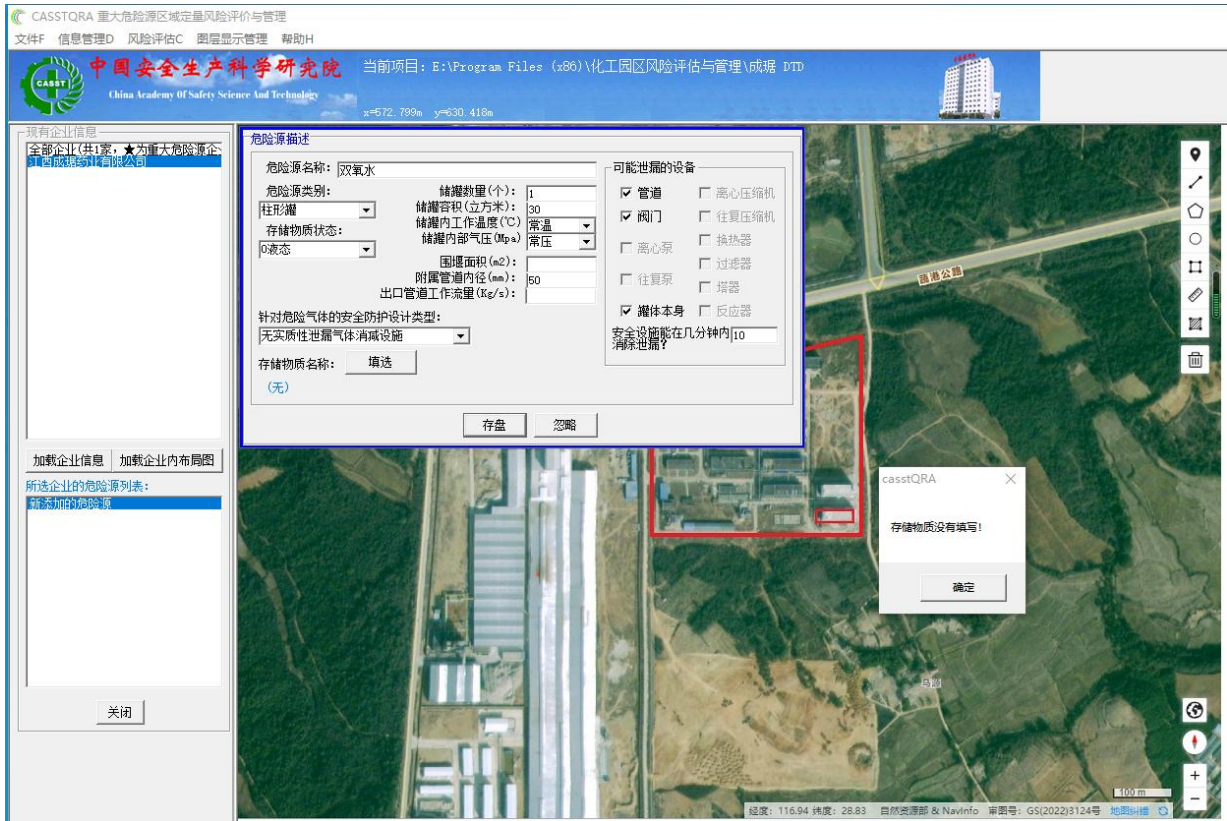 CASSTQRA 重大危险源区域定量风险评价与管理
文件F 信息管理D 风险评估C 图层显示管理 帮助H
CASST
中国安全生产科学研究院
China Academy Of Safety Science And Technology
当前项目: E:\Program Files (x86)\化工园区风险评估与管理\成琚 DTD
x=572.799m y=630.418m
现有企业信息
全部企业(共1家, ★为重大危险源企
江西成琚药业有限公司
加载企业信息 加载企业内布局图
所选企业的危险源列表:
新添加的危险源
关闭
危险源描述
危险源名称: 双氧水
危险源类别:
柱形罐
存储物质状态:
0液态
储罐数量(个): 1
储罐容积(立方米): 30
储罐内工作温度(℃) 常温
储罐内部气压(Mpa) 常压
围堰面积(m2):
附属管道内径(mm): 50
出口管道工作流量(Kg/s):
针对危险气体的安全防护设计类型:
无实质性泄漏气体消减设施
存储物质名称: 填选
(无)
可能泄漏的设备
管道 离心压缩机
阀门 往复压缩机
离心泵 换热器
过滤器
往复泵 塔器
罐体本身 反应器
安全设施能在几分钟内消除泄漏? 10
存盘 忽略
疏港公路
casstQRA
存储物质没有填写!
确定
100 m
经度: 116.94 纬度: 28.83 自然资源部 & NavInfo 审图号: GS(2022)3124号 地图纠错